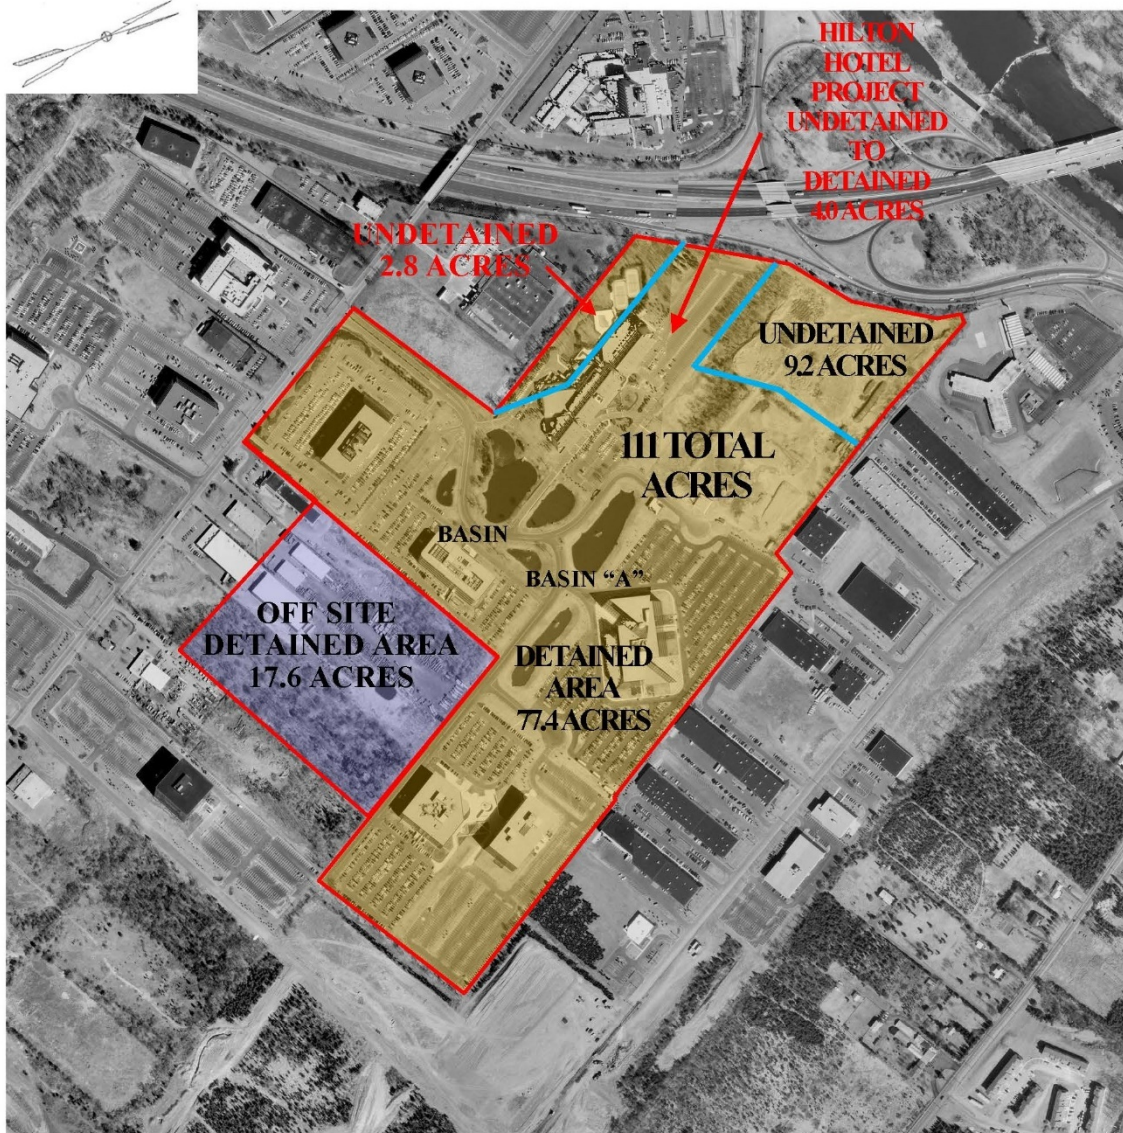 HILTON
HOTEL
PROJECT
UNDETAINED
TO
DETAINED
4.0 ACRES
UNDETAINED
2.8 ACRES
UNDETAINED
9.2 ACRES
111 TOTAL
ACRES
BASIN
BASIN “A”
OFF SITE
DETAINED AREA
17.6 ACRES
DETAINED
AREA
77.4 ACRES